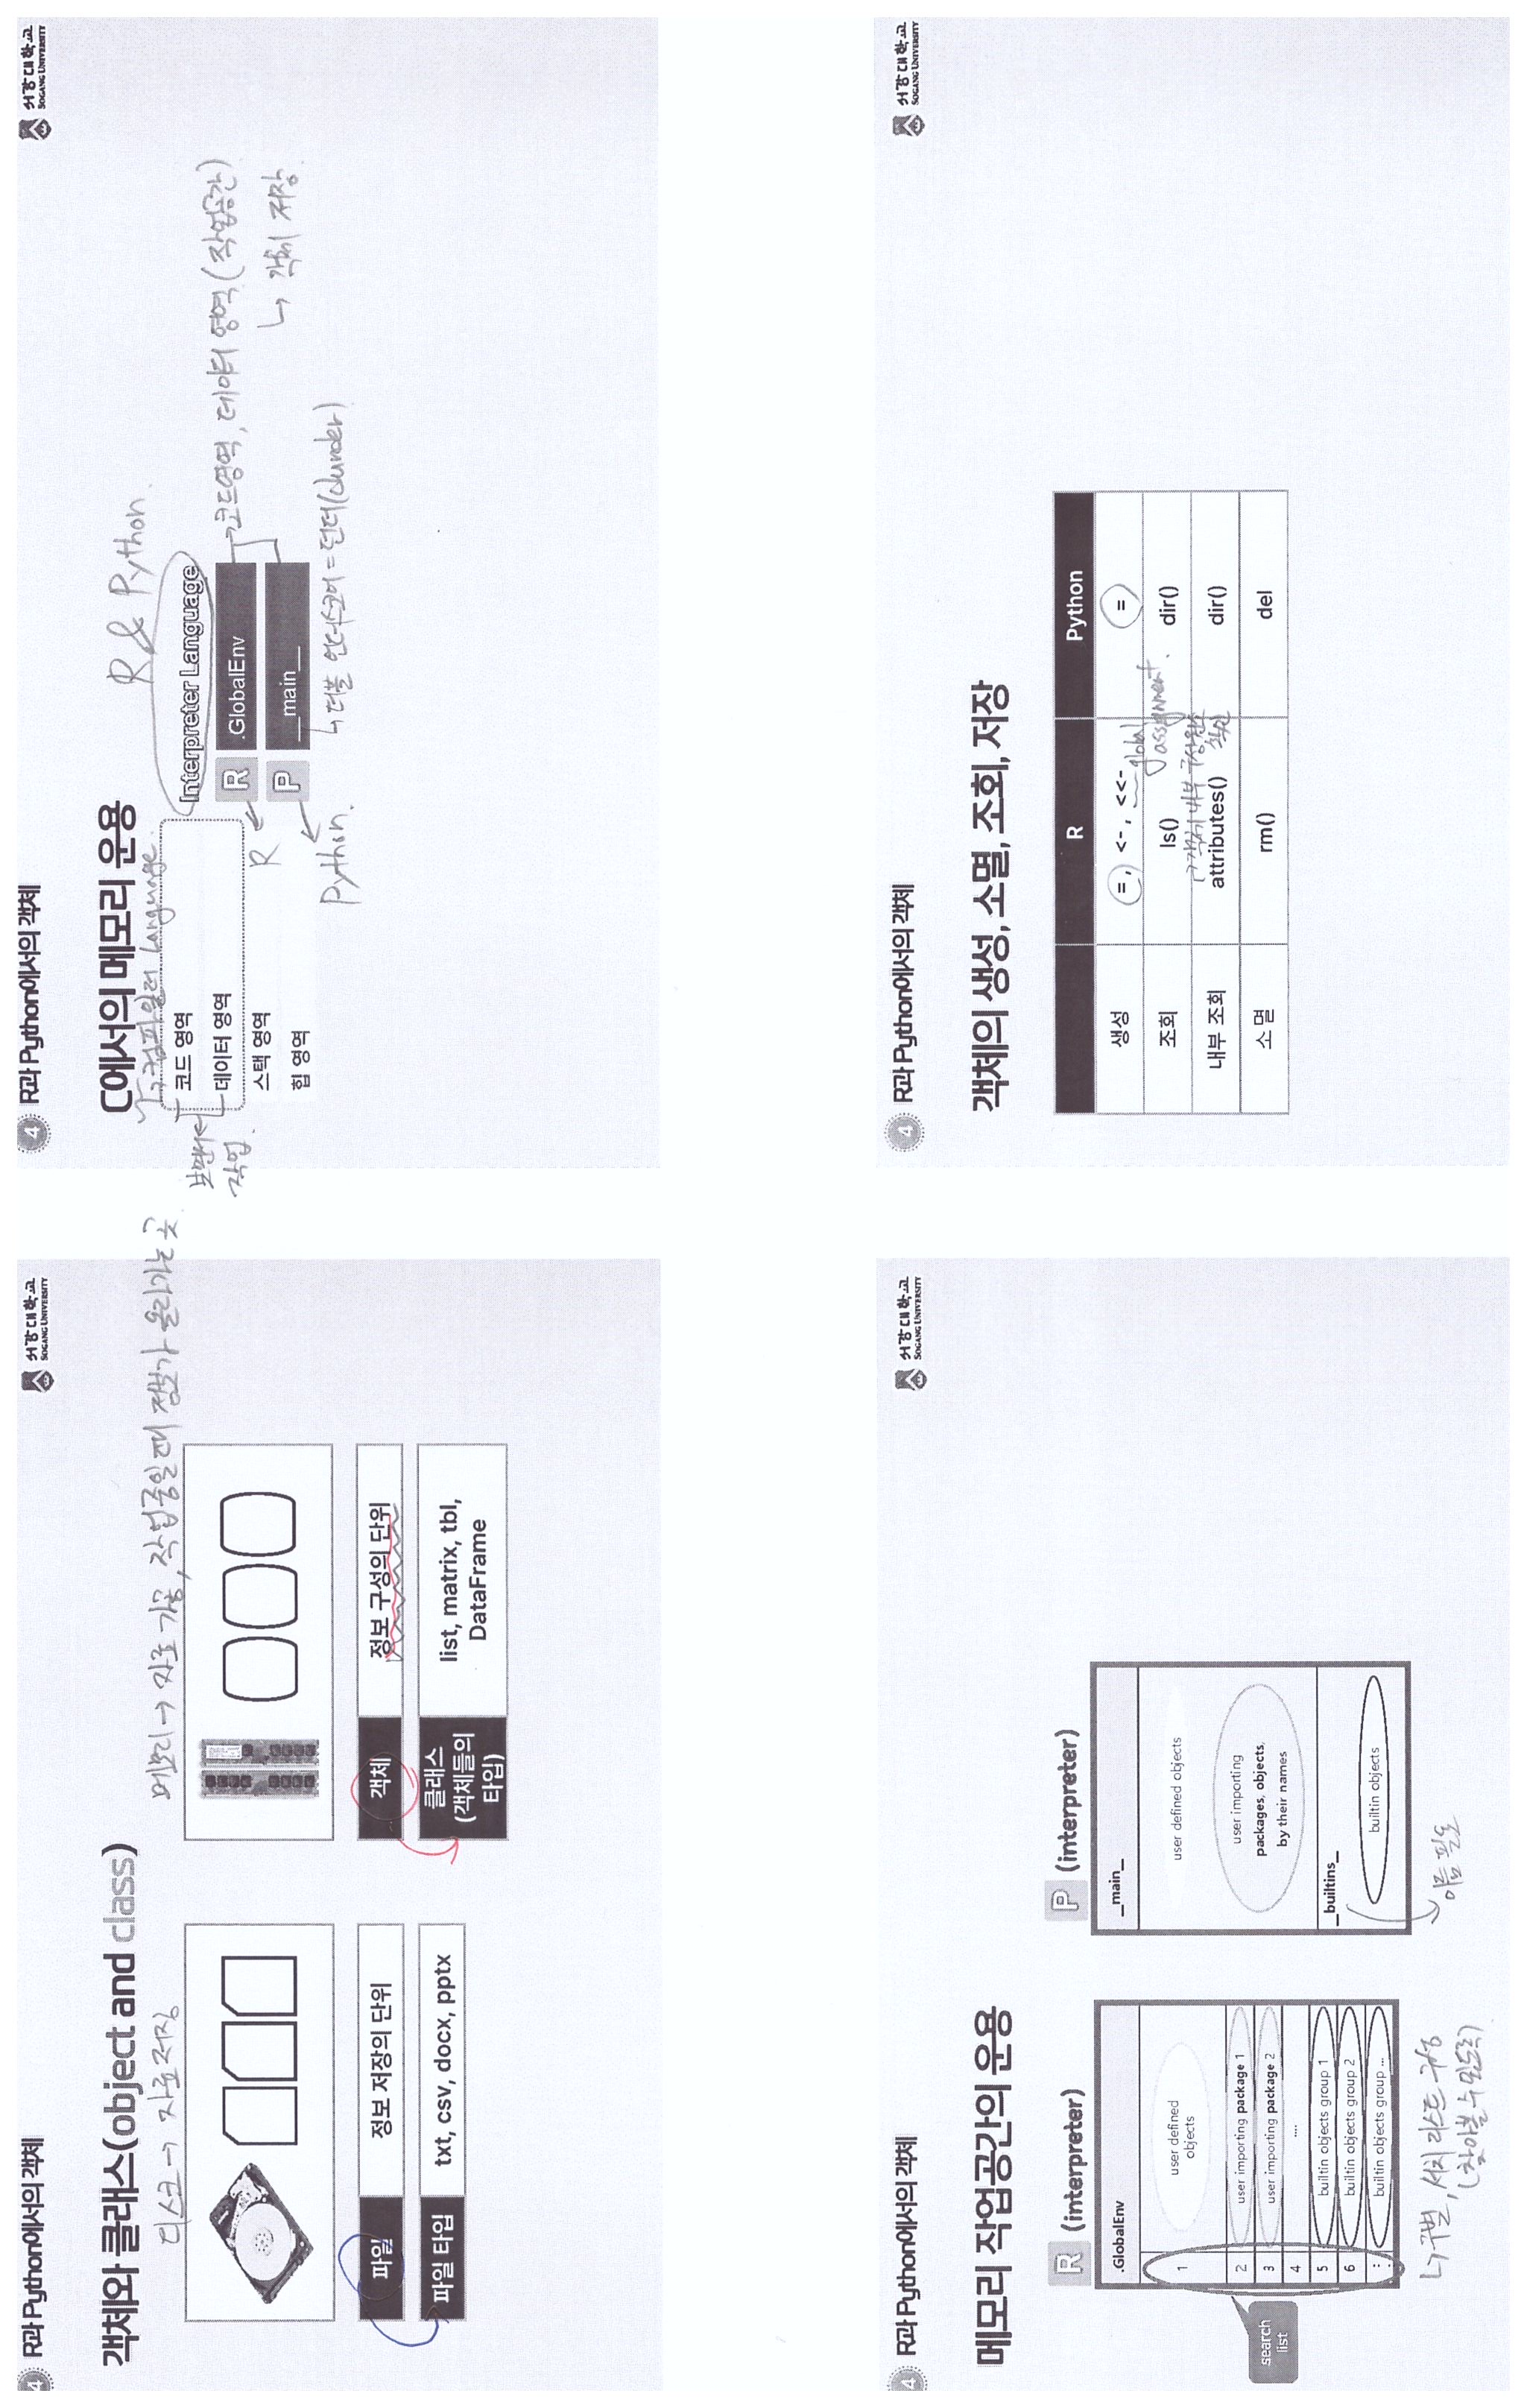 4 R과 Python에서의 객체
서강대학교
SOGANG UNIVERSITY
객체와 클래스(object and class)
디스크 → 자료 저장
메모리 → 자료 가공, 작업중일 때 정보가 올라가는 곳
파일 정보 저장의 단위
파일 타입 txt, csv, docx, pptx
객체 정보 구성의 단위
클래스
(객체들의
타입)
list, matrix, tbl,
DataFrame
4 R과 Python에서의 객체
서강대학교
SOGANG UNIVERSITY
C에서의 메모리 운용
R & Python.
↳ 컴파일러 Language.
코드 영역
데이터 영역
스택 영역
힙 영역
보면서
작업.
Interpreter Language
R .GlobalEnv
P __main__
R
Python.
→ 코드영역, 데이터 영역 (작업공간)
↳ 객체 저장.
↳ 더블 언더스코어 = 던더(dunder)
4 R과 Python에서의 객체
서강대학교
SOGANG UNIVERSITY
메모리 작업공간의 운용
R (interpreter)
.GlobalEnv
1 user defined
objects
2 user importing package 1
3 user importing package 2
4 ....
5 builtin objects group 1
6 builtin objects group 2
: builtin objects group ...
search
list
↳ 구별, 서치 리스트 구성
(찾아볼 수 있도록)
P (interpreter)
_main_
user defined objects
user importing
packages, objects,
by their names
_builtins_
builtin objects
이름 필요
4 R과 Python에서의 객체
서강대학교
SOGANG UNIVERSITY
객체의 생성, 소멸, 조회, 저장
R Python
생성 =, <-, <<- =
global
assignment.
조회 ls() dir()
↱ 객체 내부 구성원소
확인
내부 조회 attributes() dir()
소멸 rm() del